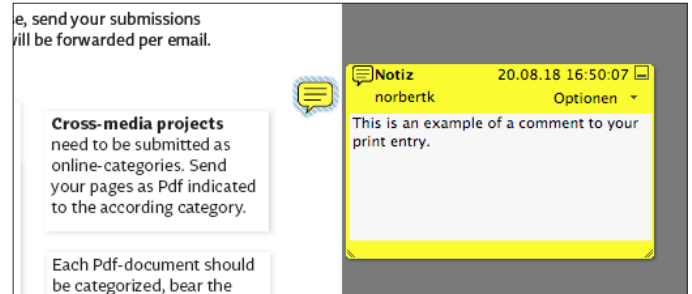 e, send your submissions
will be forwarded per email.
Cross-media projects
need to be submitted as
online-categories. Send
your pages as Pdf indicated
to the according category.
Each Pdf-document should
be categorized, bear the
Notiz 20.08.18 16:50:07
norbertk Optionen
This is an example of a comment to your
print entry.